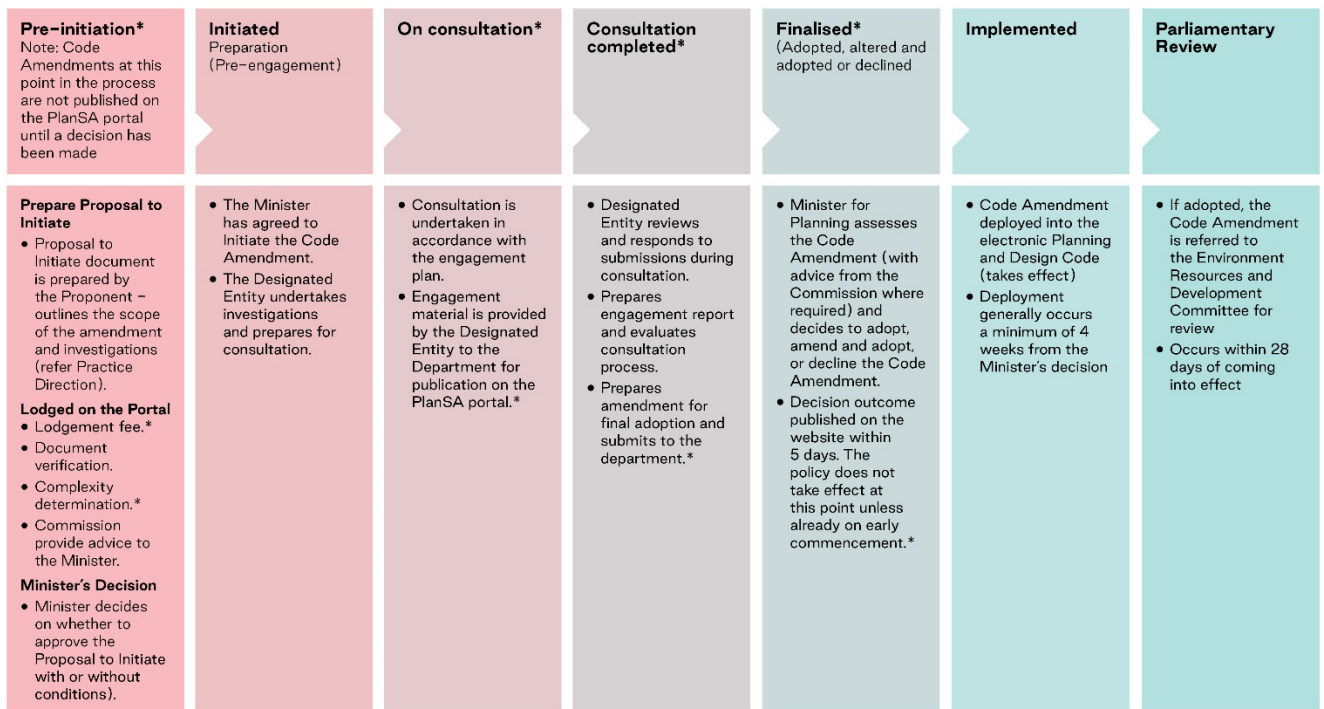 Pre-initiation*
Note: Code
Amendments at this
point in the process
are not published on
the PlanSA portal
until a decision has
been made
Initiated
Preparation
(Pre-engagement)
On consultation*
Consultation
completed*
Finalised*
(Adopted, altered and
adopted or declined
Implemented
Parliamentary
Review
Prepare Proposal to
Initiate
• Proposal to
Initiate document
is prepared by
the Proponent –
outlines the scope
of the amendment
and investigations
(refer Practice
Direction).
Lodged on the Portal
• Lodgement fee.*
• Document
verification.
• Complexity
determination.*
• Commission
provide advice to
the Minister.
Minister's Decision
• Minister decides
on whether to
approve the
Proposal to Initiate
with or without
conditions).
• The Minister
has agreed to
Initiate the Code
Amendment.
• The Designated
Entity undertakes
investigations
and prepares for
consultation.
• Consultation is
undertaken in
accordance with
the engagement
plan.
• Engagement
material is provided
by the Designated
Entity to the
Department for
publication on the
PlanSA portal.*
• Designated
Entity reviews
and responds to
submissions during
consultation.
• Prepares
engagement report
and evaluates
consultation
process.
• Prepares
amendment for
final adoption and
submits to the
department.*
• Minister for
Planning assesses
the Code
Amendment (with
advice from the
Commission where
required) and
decides to adopt,
amend and adopt,
or decline the Code
Amendment.
• Decision outcome
published on the
website within
5 days. The
policy does not
take effect at
this point unless
already on early
commencement.*
• Code Amendment
deployed into the
electronic Planning
and Design Code
(takes effect)
• Deployment
generally occurs
a minimum of 4
weeks from the
Minister's decision
• If adopted, the
Code Amendment
is referred to
the Environment
Resources and
Development
Committee for
review
• Occurs within 28
days of coming
into effect